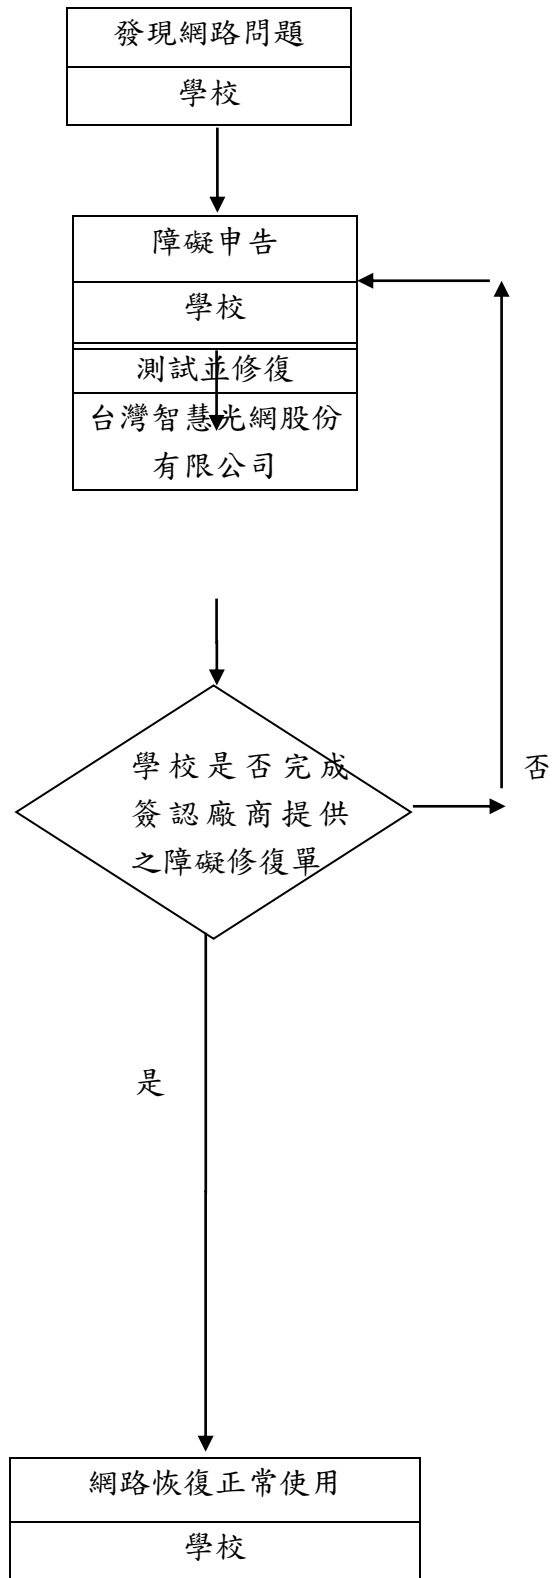 發現網路問題
學校
障礙申告
學校
測試並修復
台灣智慧光網股份
有限公司
學校是否完成
簽認廠商提供
之障礙修復單
否
是
網路恢復正常使用
學校